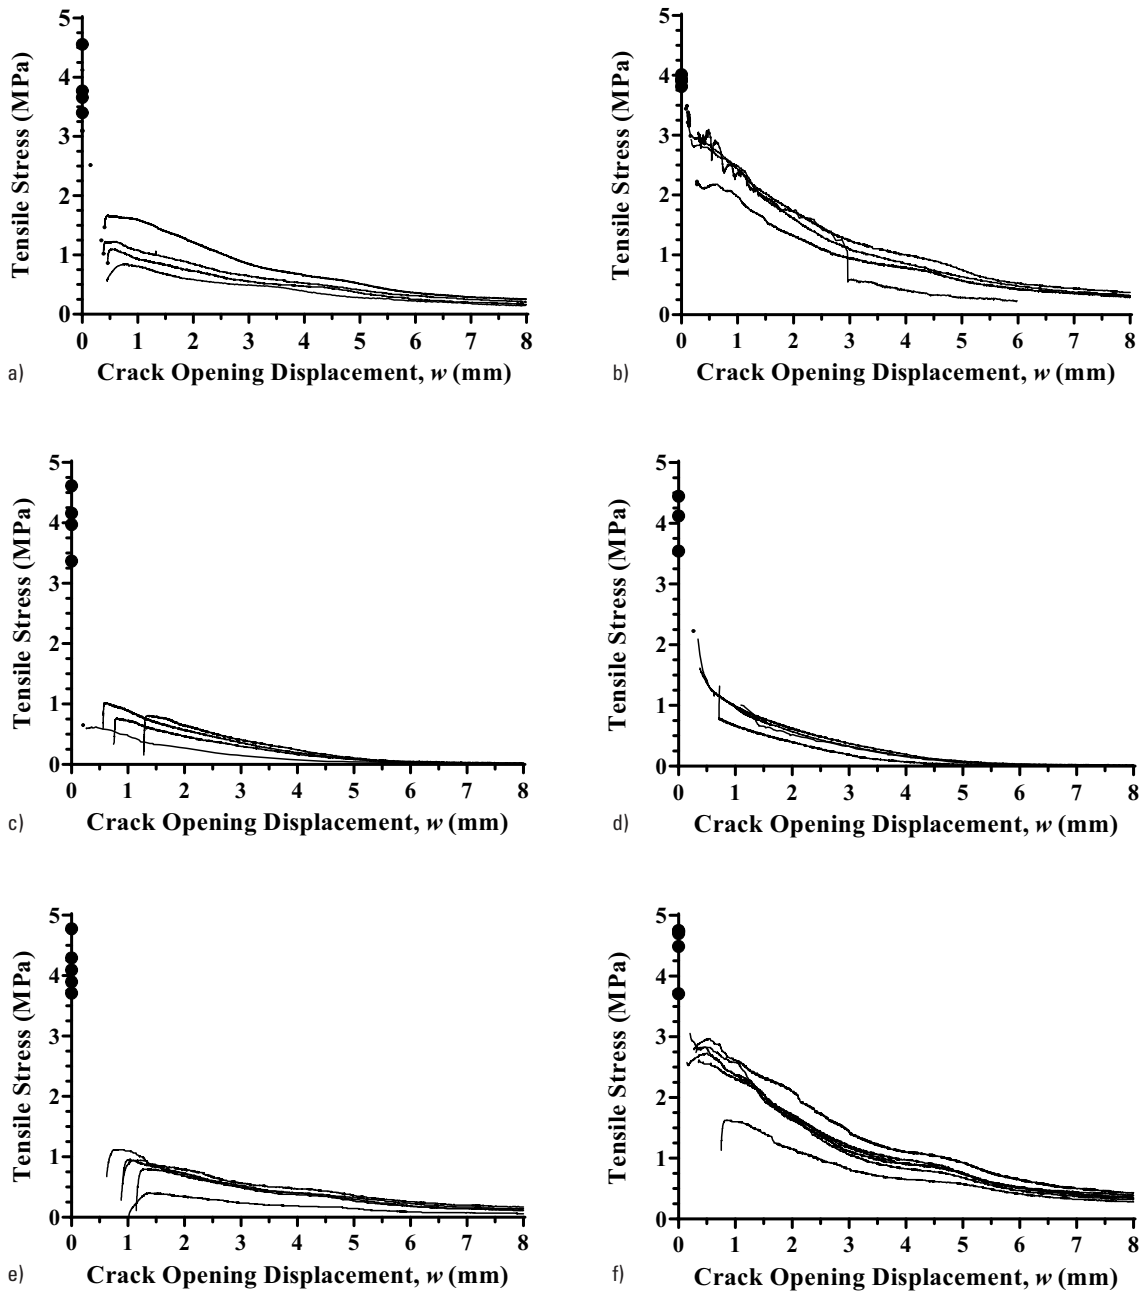 5
4
3
2
1
0
Tensile Stress (MPa)
0 1 2 3 4 5 6 7 8
a) Crack Opening Displacement, w (mm)
5
4
3
2
1
0
Tensile Stress (MPa)
0 1 2 3 4 5 6 7 8
b) Crack Opening Displacement, w (mm)
5
4
3
2
1
0
Tensile Stress (MPa)
0 1 2 3 4 5 6 7 8
c) Crack Opening Displacement, w (mm)
5
4
3
2
1
0
Tensile Stress (MPa)
0 1 2 3 4 5 6 7 8
d) Crack Opening Displacement, w (mm)
5
4
3
2
1
0
Tensile Stress (MPa)
0 1 2 3 4 5 6 7 8
e) Crack Opening Displacement, w (mm)
5
4
3
2
1
0
Tensile Stress (MPa)
0 1 2 3 4 5 6 7 8
f) Crack Opening Displacement, w (mm)